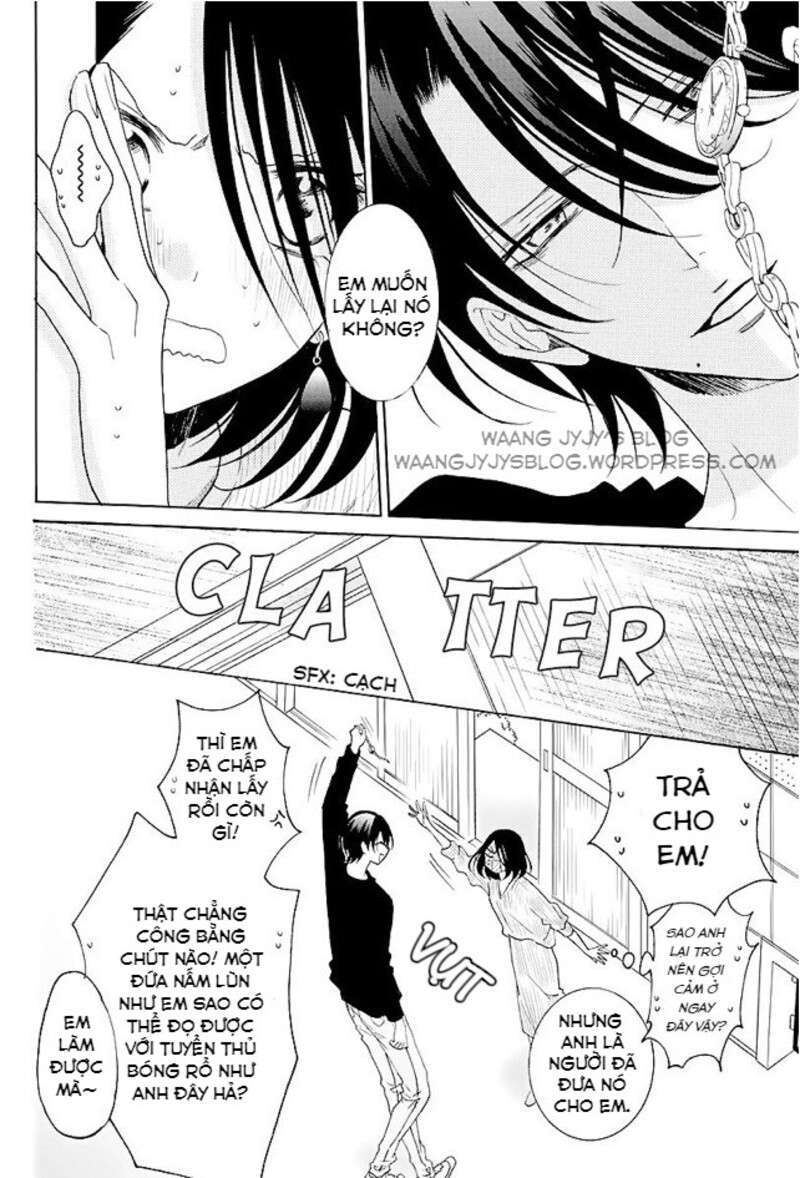 EM MUỐN
LẤY LẠI NÓ
KHÔNG?
WAANG JYJY'S BLOG
WAANGJYJYSBLOG.WORDPRESS.COM
CLATTER
SFX: CẠCH
TRẢ
CHO
EM!
THÌ EM
ĐÃ CHẤP
NHẬN LẤY
RỒI CÒN
GÌ!
SAO ANH
LẠI TRỞ
NÊN GỢI
CẢM Ở
NGAY
ĐÂY VẬY?
VỤT
NHƯNG ANH LÀ
NGƯỜI ĐÃ
ĐƯA NÓ
CHO EM.
THẬT CHẲNG
CÔNG BẰNG
CHÚT NÀO! MỘT
ĐỨA NẤM LÙN
NHƯ EM SAO CÓ
THỂ ĐỌ ĐƯỢC
VỚI TUYỂN THỦ
BÓNG RỔ NHƯ
ANH ĐÂY HẢ?
EM
LÀM
ĐƯỢC
MÀ~